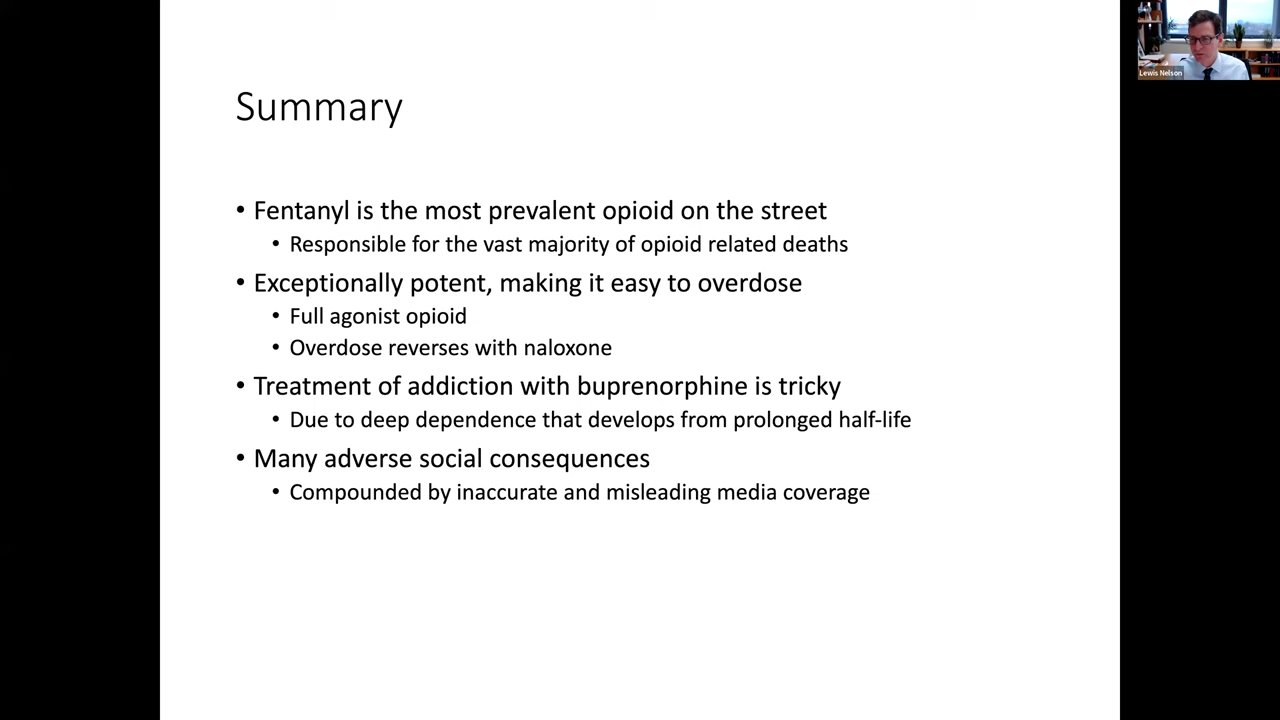 Lewis Nelson
Summary
• Fentanyl is the most prevalent opioid on the street
• Responsible for the vast majority of opioid related deaths
• Exceptionally potent, making it easy to overdose
• Full agonist opioid
• Overdose reverses with naloxone
• Treatment of addiction with buprenorphine is tricky
• Due to deep dependence that develops from prolonged half-life
• Many adverse social consequences
• Compounded by inaccurate and misleading media coverage